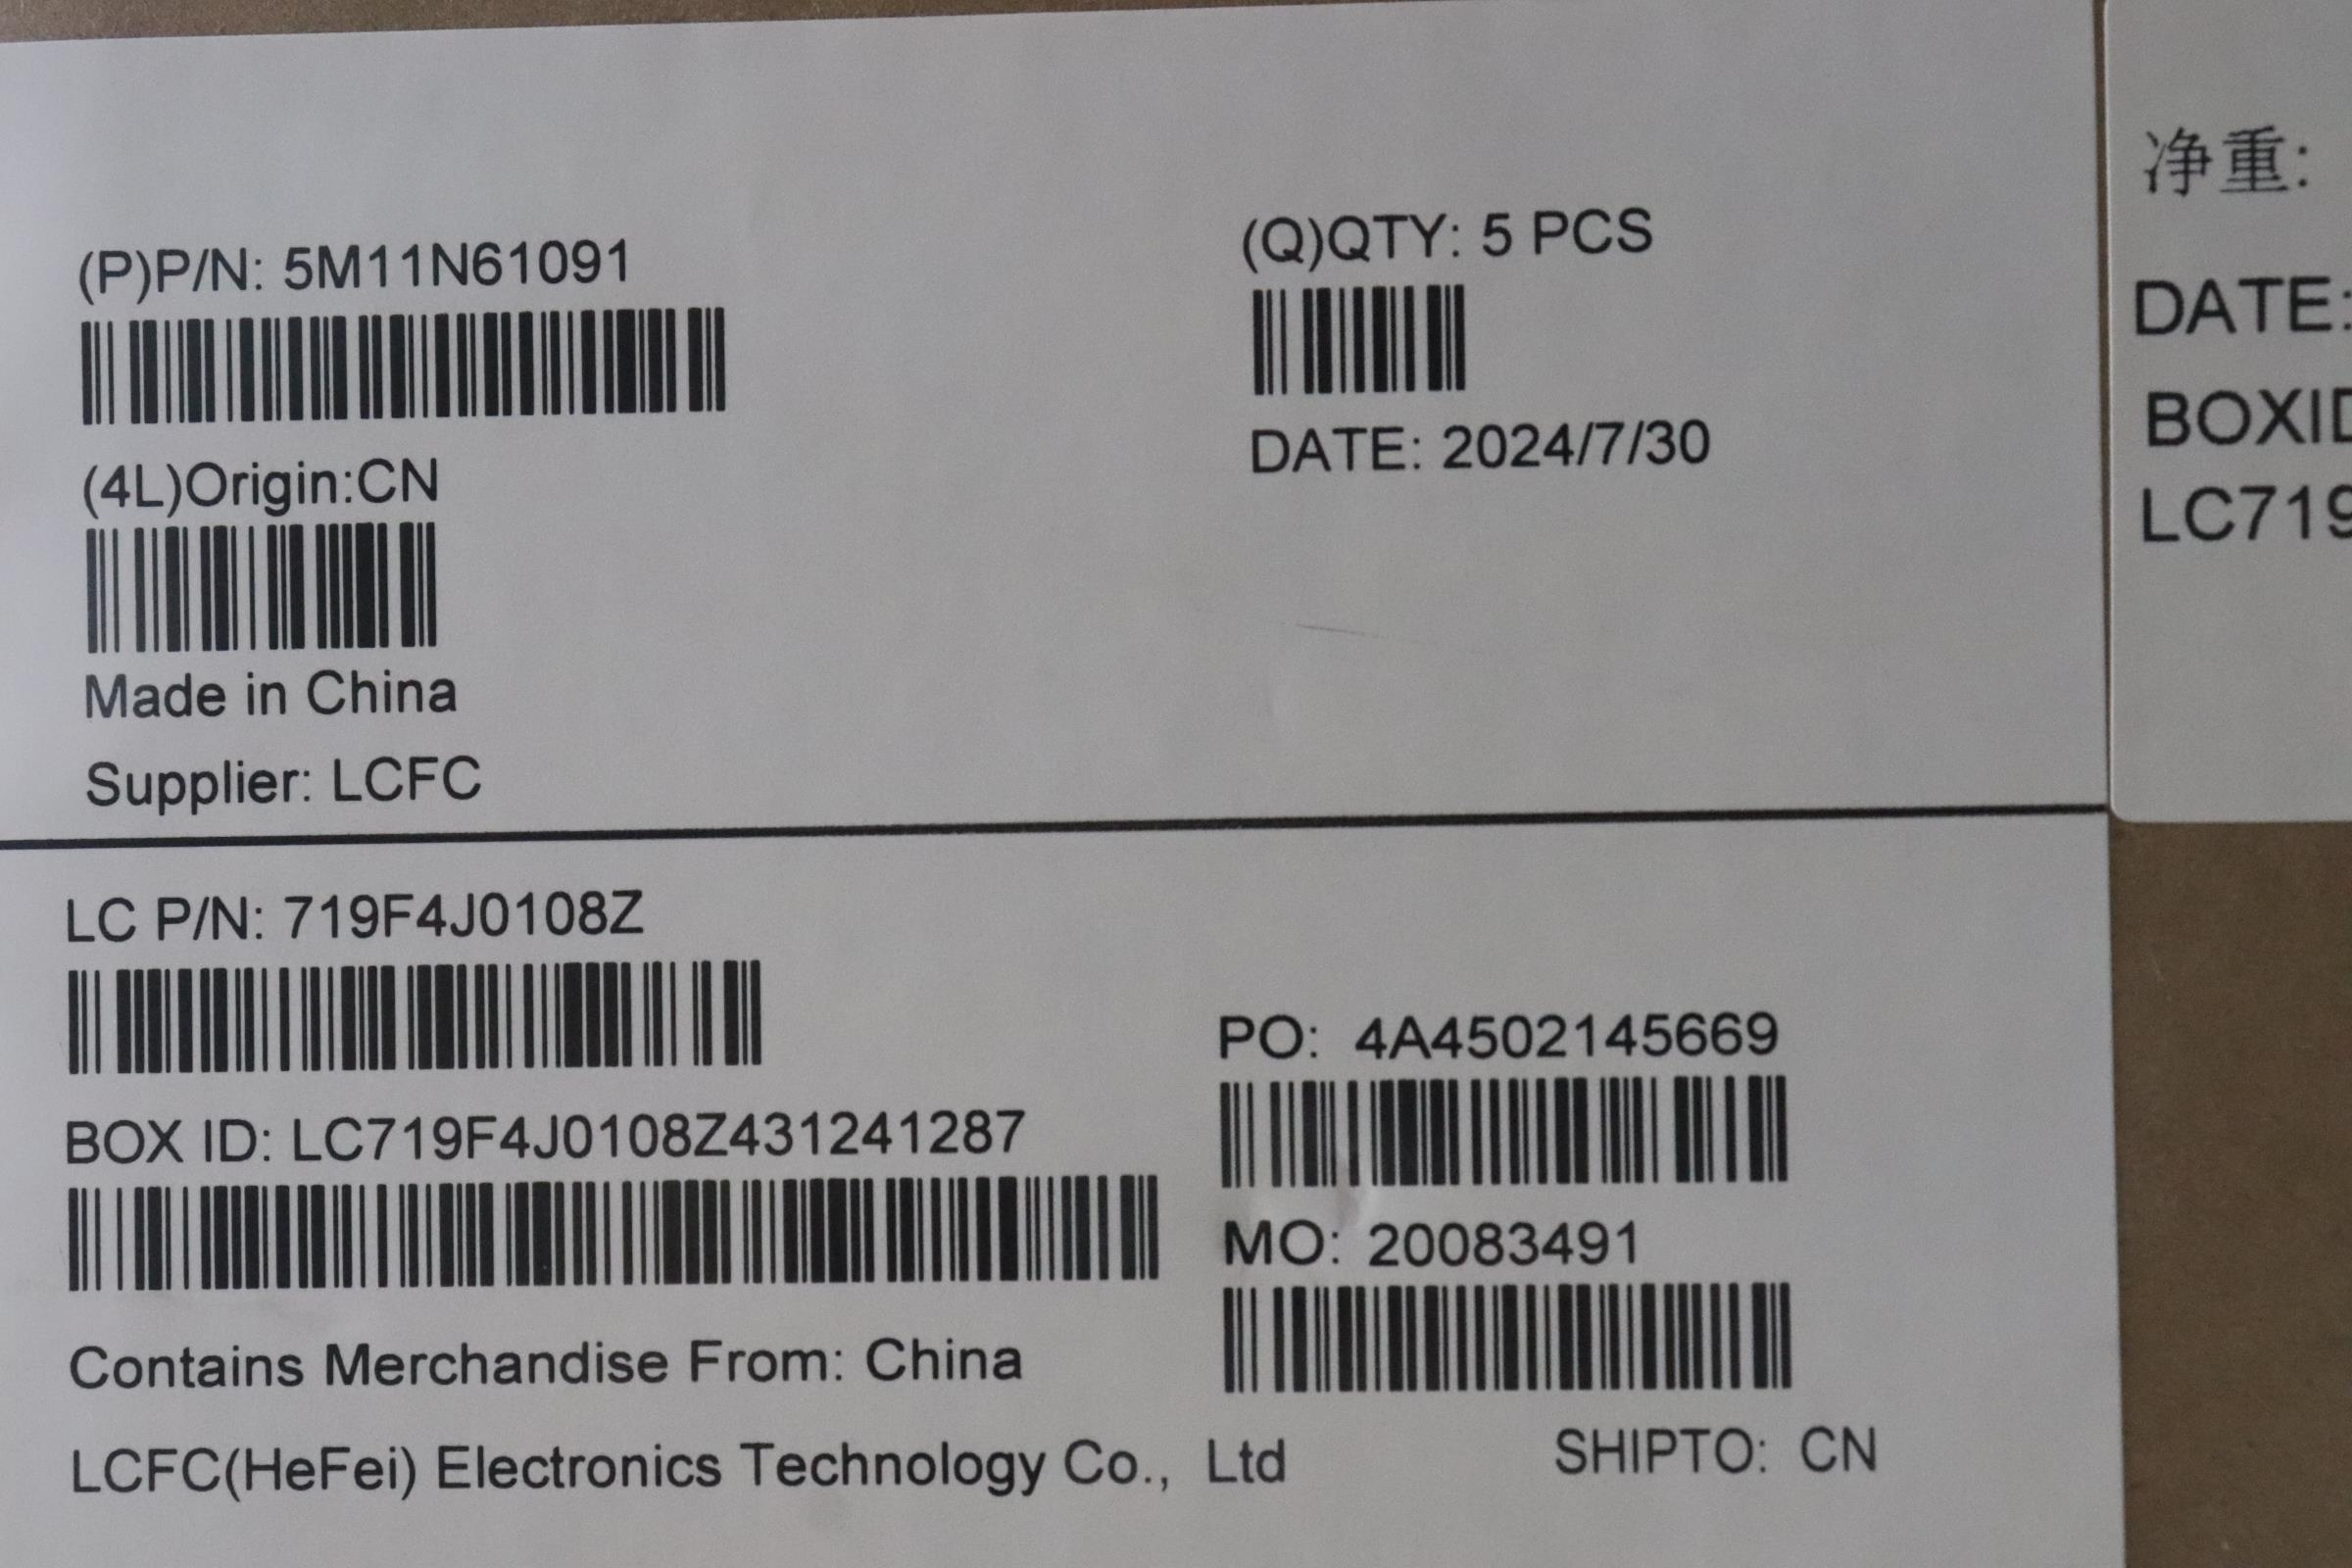 (P)P/N: 5M11N61091
(Q)QTY: 5 PCS
DATE: 2024/7/30
(4L)Origin:CN
Made in China
Supplier: LCFC
LC P/N: 719F4J0108Z
PO: 4A4502145669
BOX ID: LC719F4J0108Z431241287
MO: 20083491
Contains Merchandise From: China
LCFC(HeFei) Electronics Technology Co., Ltd
SHIPTO: CN
净重:
DATE:
BOXID
LC719